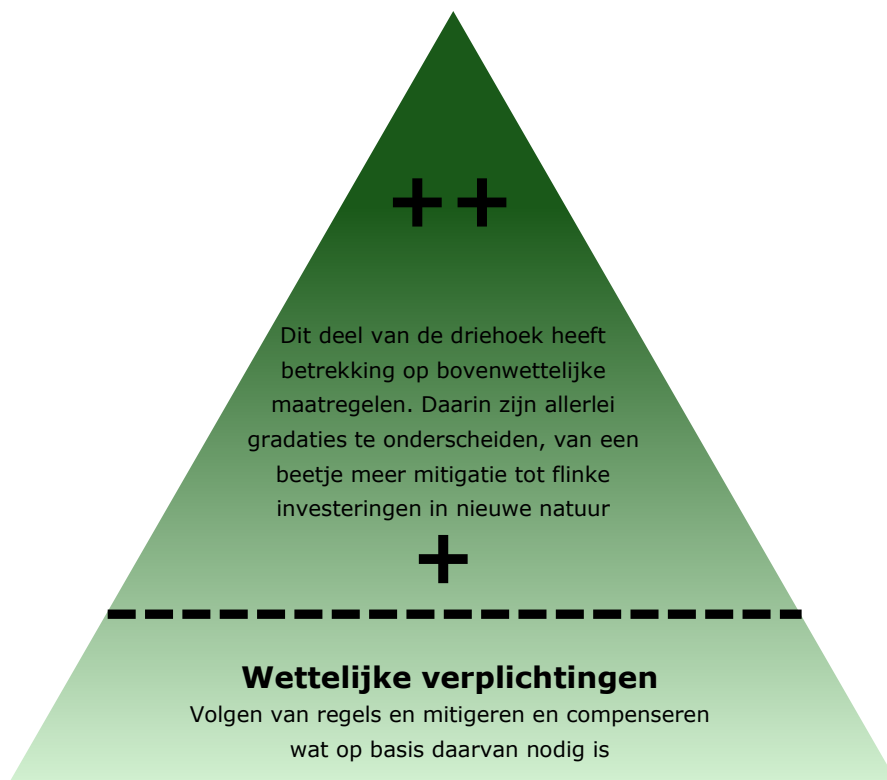 ++
Dit deel van de driehoek heeft
betrekking op bovenwettelijke
maatregelen. Daarin zijn allerlei
gradaties te onderscheiden, van een
beetje meer mitigatie tot flinke
investeringen in nieuwe natuur
+
Wettelijke verplichtingen
Volgen van regels en mitigeren en compenseren
wat op basis daarvan nodig is